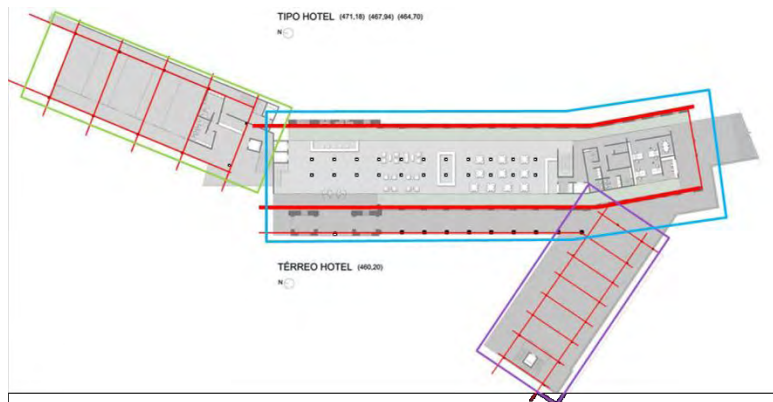 TIPO HOTEL (471,18) (467,94) (464,70)
N
TÉRREO HOTEL (460,20)
N